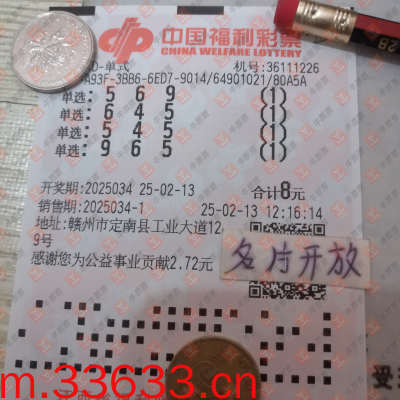 中国福利彩票
CHINA WELFARE LOTTERY
D-单式 机号:36111226
A93F-3BB6-6ED7-9014/64901021/80A5A
单选: 5 6 9 (1)
单选: 6 4 5 (1)
单选: 5 4 5 (1)
单选: 9 6 5 (1)
开奖期:2025034 25-02-13 合计8元
销售期:2025034-1 25-02-13 12:16:14
地址:赣州市定南县工业大道12
9号
感谢您为公益事业贡献2.72元
名片开放
m.33633.cn
2B